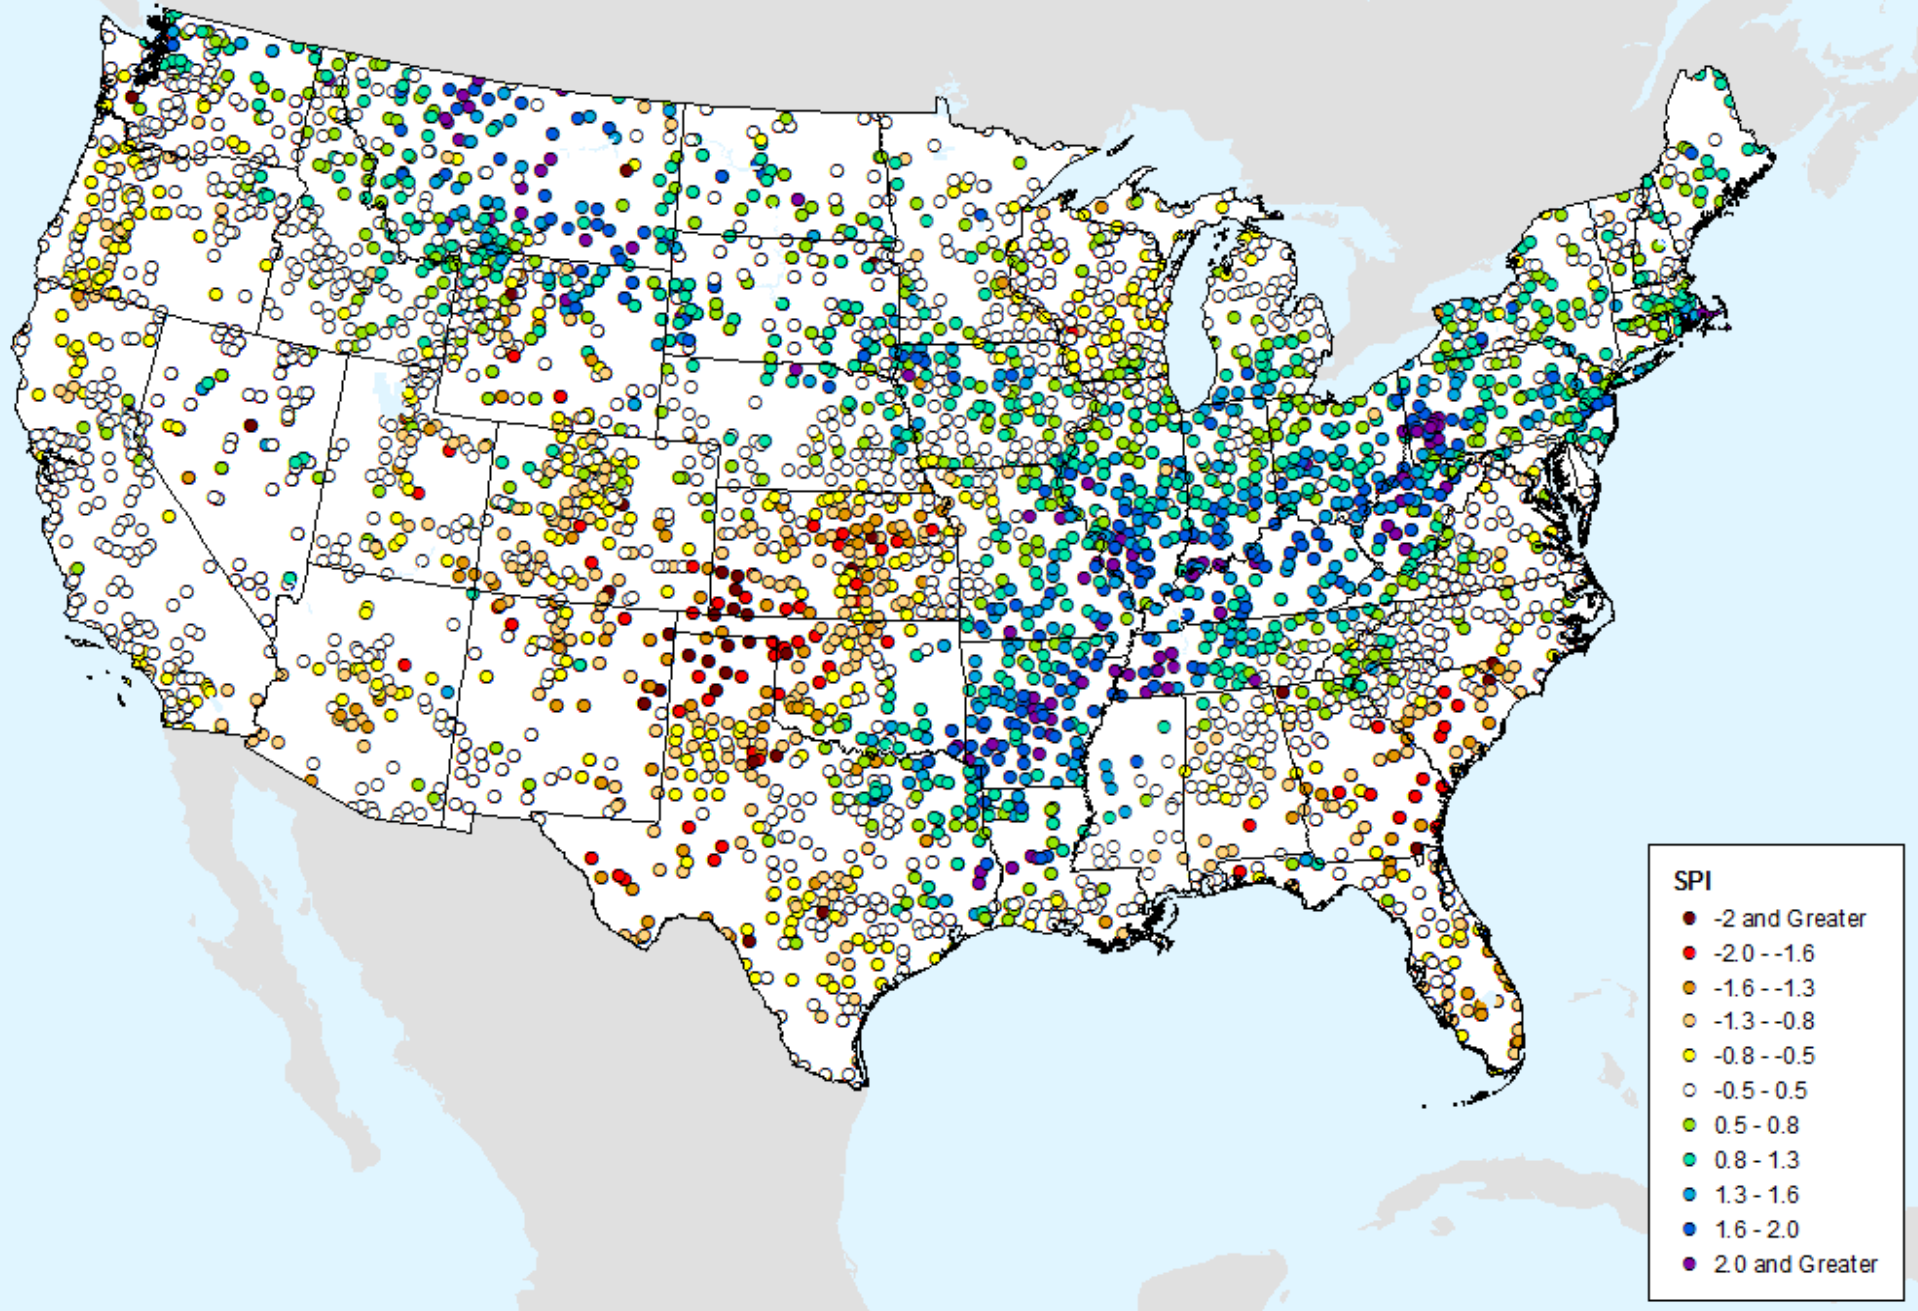 SPI
-2 and Greater
-2.0 - -1.6
-1.6 - -1.3
-1.3 - -0.8
-0.8 - -0.5
-0.5 - 0.5
0.5 - 0.8
0.8 - 1.3
1.3 - 1.6
1.6 - 2.0
2.0 and Greater